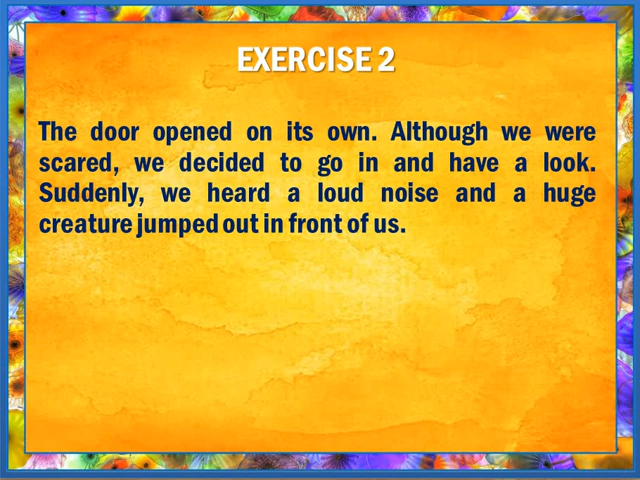 EXERCISE 2
The door opened on its own. Although we were
scared, we decided to go in and have a look.
Suddenly, we heard a loud noise and a huge
creature jumped out in front of us.